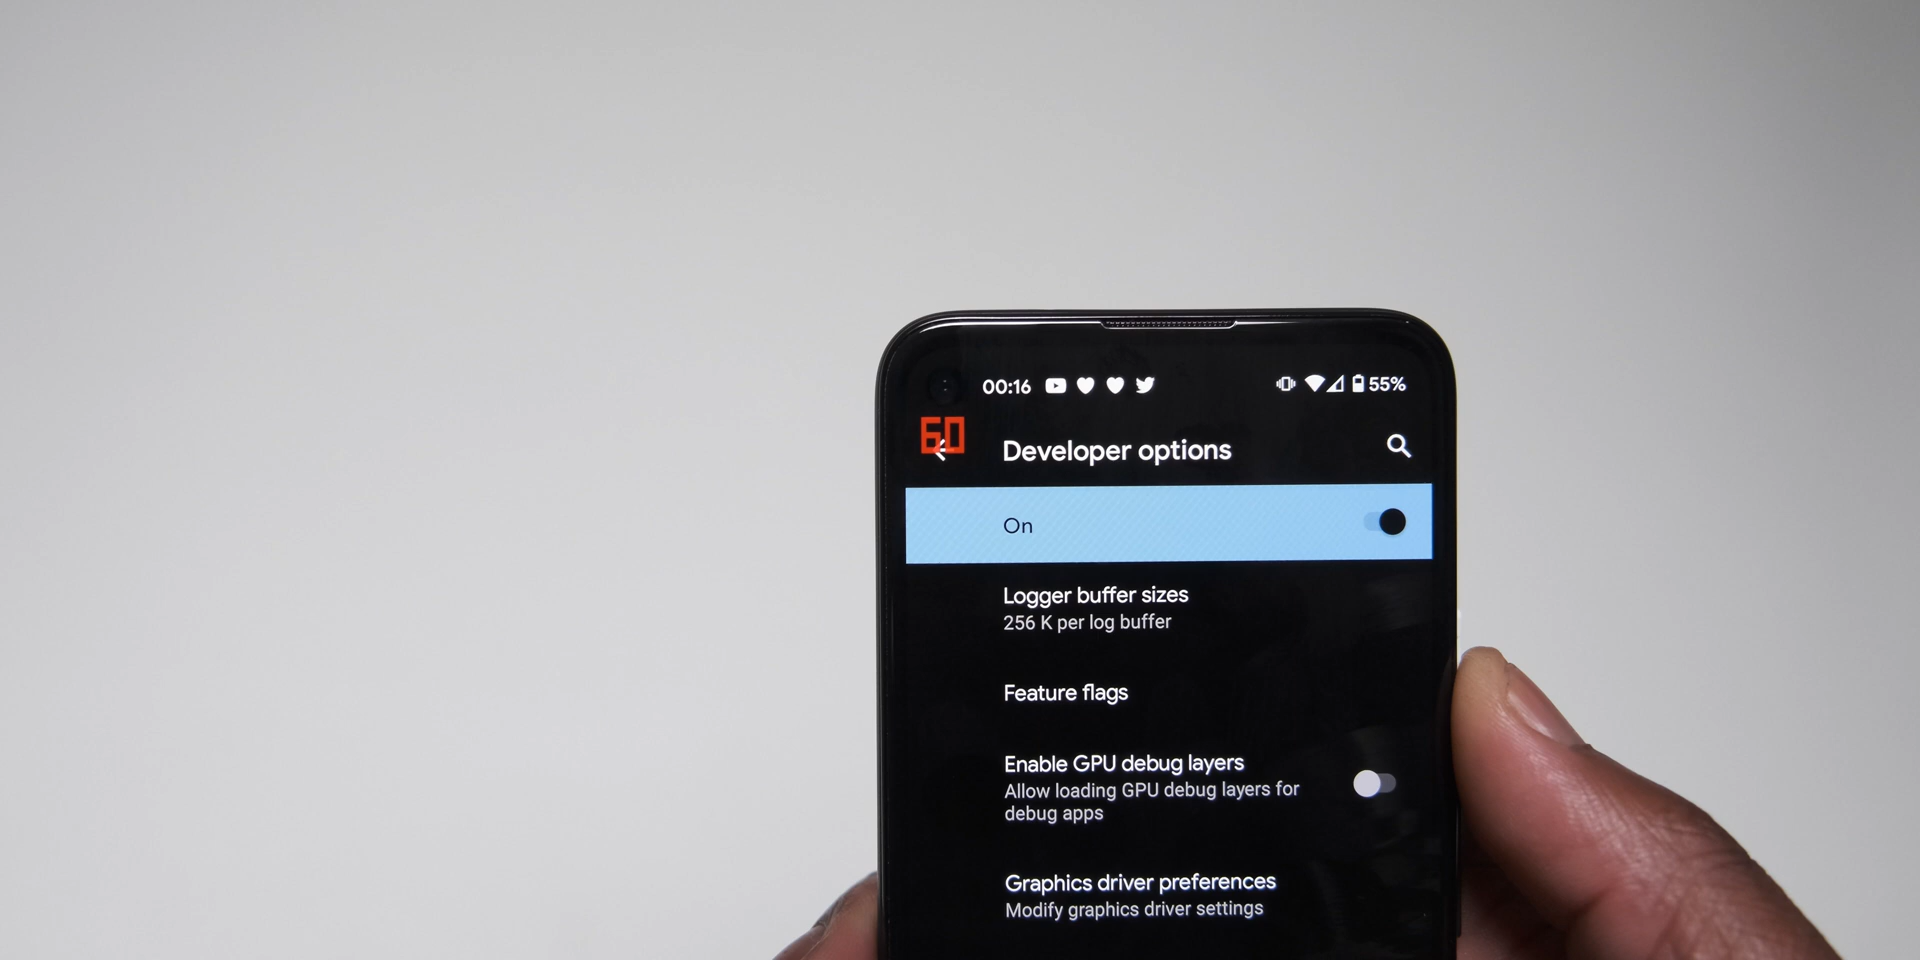 00:16 55%
60
Developer options
On
Logger buffer sizes
256 K per log buffer
Feature flags
Enable GPU debug layers
Allow loading GPU debug layers for
debug apps
Graphics driver preferences
Modify graphics driver settings